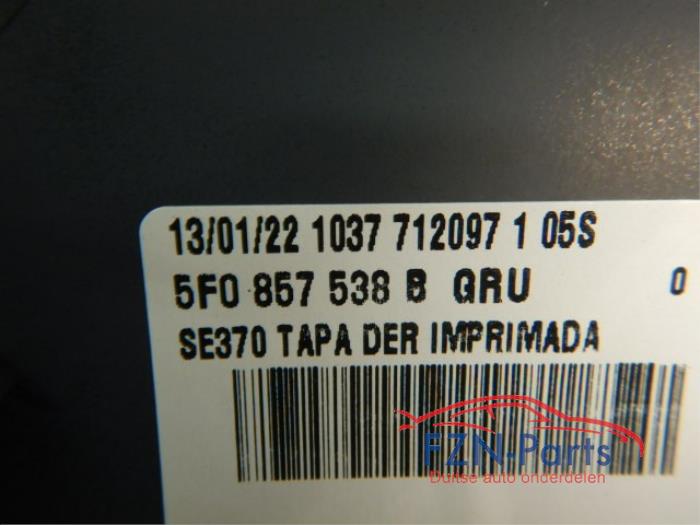 13/01/22 1037 712097 1 05S
5F0 857 538 B GRU 0
SE370 TAPA DER IMPRIMADA
FZN-Parts
Duitse auto onderdelen